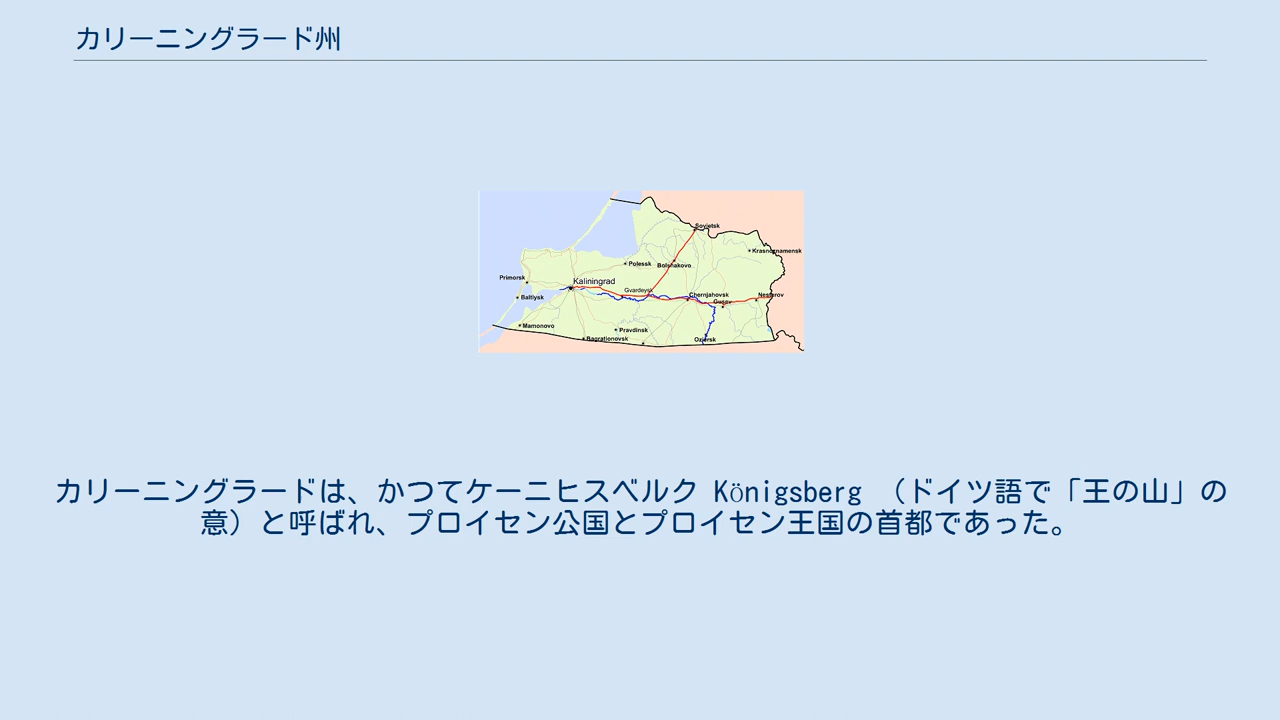 カリーニングラード州
Sovjetsk
Krasnoznamensk
Polessk
Bolshakovo
Primorsk
Kaliningrad
Gvardeysk
Chernjahovsk
Nesterov
Baltiysk
Gusev
Mamonovo
Pravdinsk
Bagrationovsk
Ozjorsk
カリーニングラードは、かつてケーニヒスベルク Königsberg （ドイツ語で「王の山」の
意）と呼ばれ、プロイセン公国とプロイセン王国の首都であった。